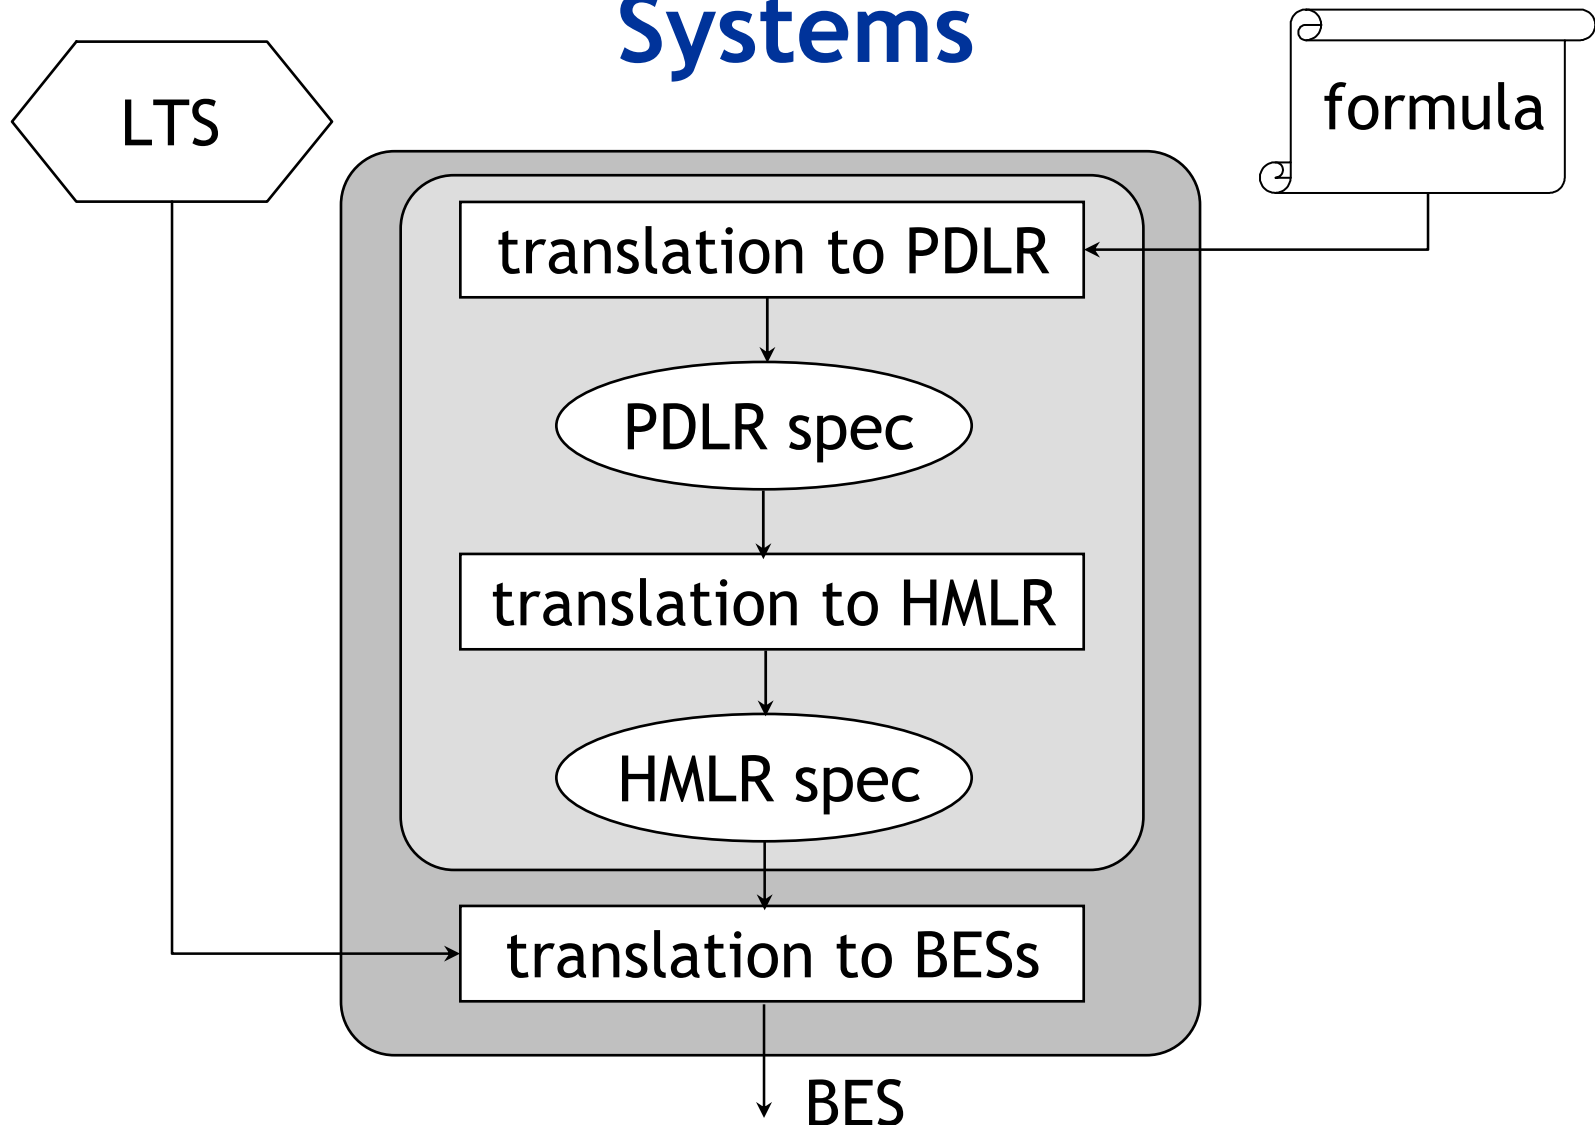 Systems
LTS
formula
translation to PDLR
PDLR spec
translation to HMLR
HMLR spec
translation to BESs
BES